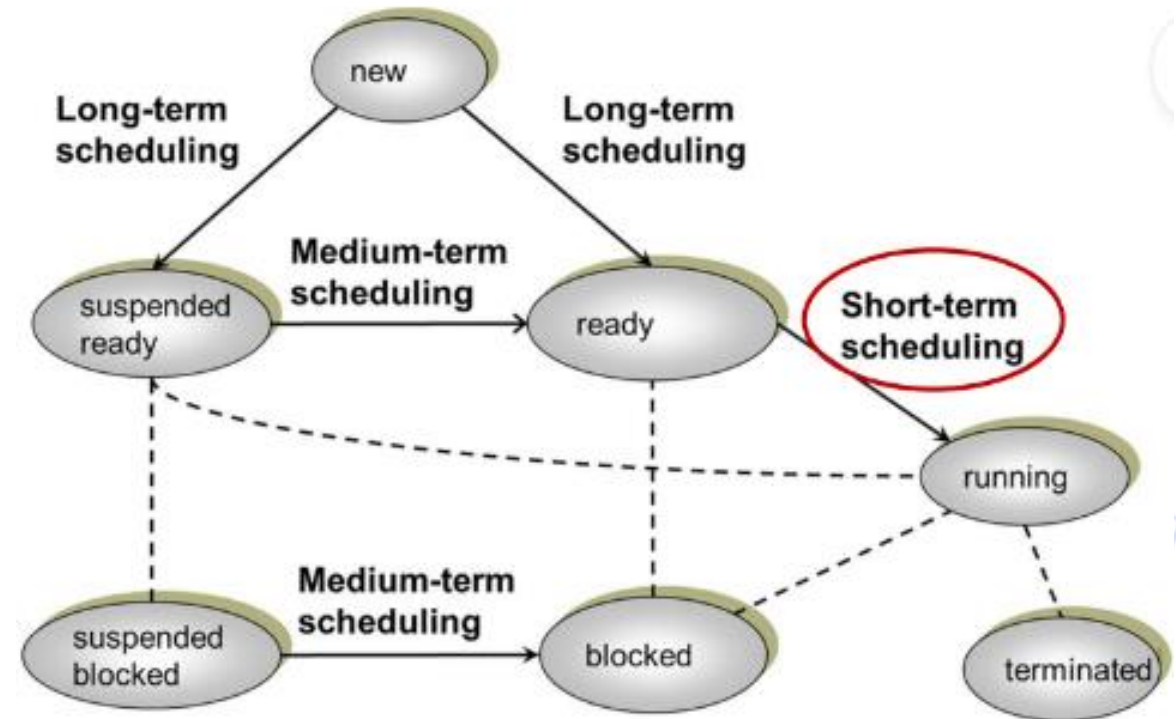 new
Long-term
scheduling
Long-term
scheduling
Medium-term
scheduling
suspended
ready
ready
Short-term
scheduling
running
Medium-term
scheduling
suspended
blocked
blocked
terminated